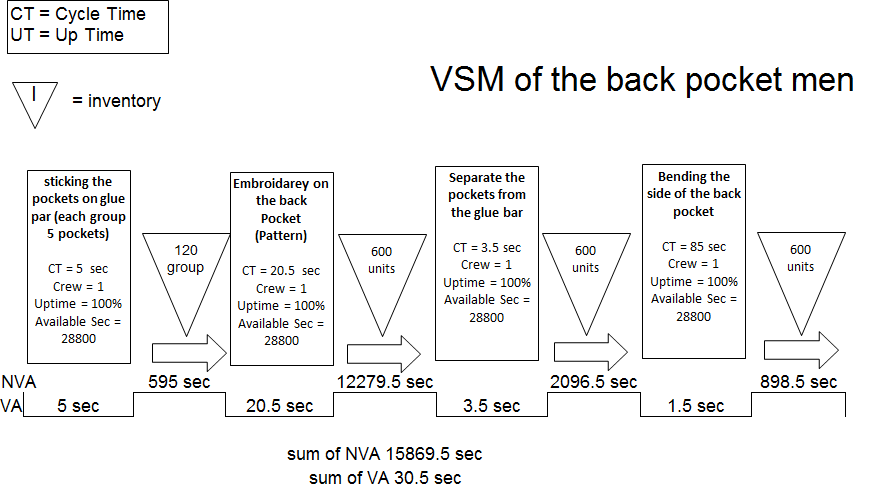 CT = Cycle Time
UT = Up Time
VSM of the back pocket men
I
= inventory
sticking the
pockets on glue
par (each group
5 pockets)
CT = 5 sec
Crew = 1
Uptime = 100%
Available Sec =
28800
120
group
Embroidarey on
the back
Pocket
(Pattern)
CT = 20.5 sec
Crew = 1
Uptime = 100%
Available Sec =
28800
600
units
Separate the
pockets from
the glue bar
CT = 3.5 sec
Crew = 1
Uptime = 100%
Available Sec =
28800
600
units
Bending the
side of the back
pocket
CT = 85 sec
Crew = 1
Uptime = 100%
Available Sec =
28800
600
units
NVA 595 sec 12279.5 sec 2096.5 sec 898.5 sec
VA 5 sec 20.5 sec 3.5 sec 1.5 sec
sum of NVA 15869.5 sec
sum of VA 30.5 sec